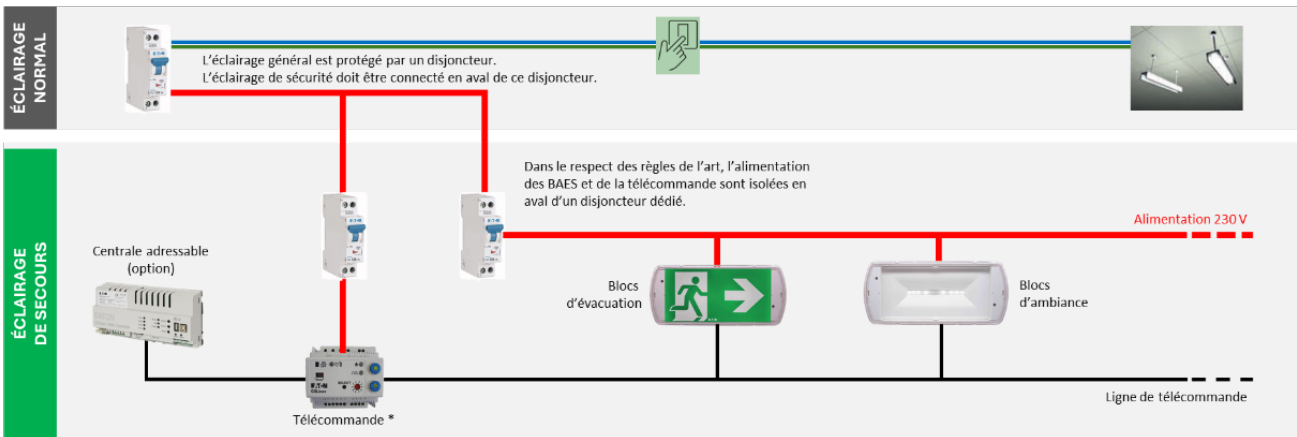 ÉCLAIRAGE
NORMAL
L'éclairage général est protégé par un disjoncteur.
L'éclairage de sécurité doit être connecté en aval de ce disjoncteur.
ÉCLAIRAGE
DE SECOURS
Dans le respect des règles de l'art, l'alimentation
des BAES et de la télécommande sont isolées en
aval d'un disjoncteur dédié.
Alimentation 230 V
Centrale adressable
(option)
Blocs
d'évacuation
Blocs
d'ambiance
Télécommande *
Ligne de télécommande